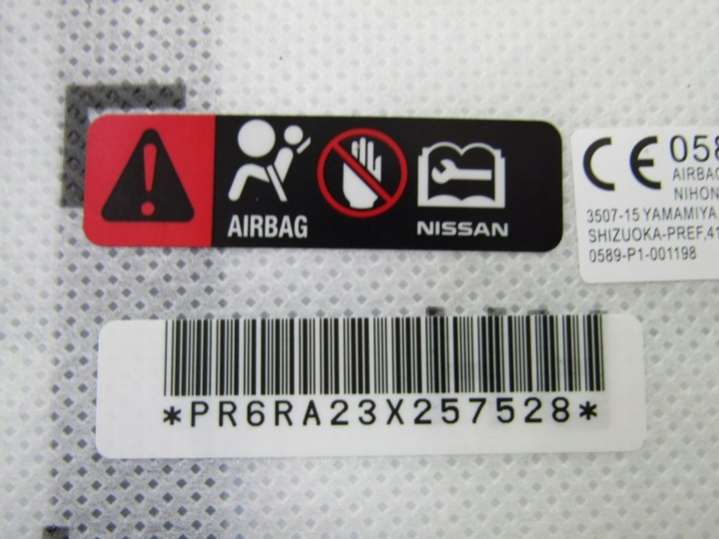 AIRBAG
NISSAN
CE 058
AIRBAG
NIHON
3507-15 YAMAMIYA
SHIZUOKA-PREF,41
0589-P1-001198
*PR6RA23X257528*